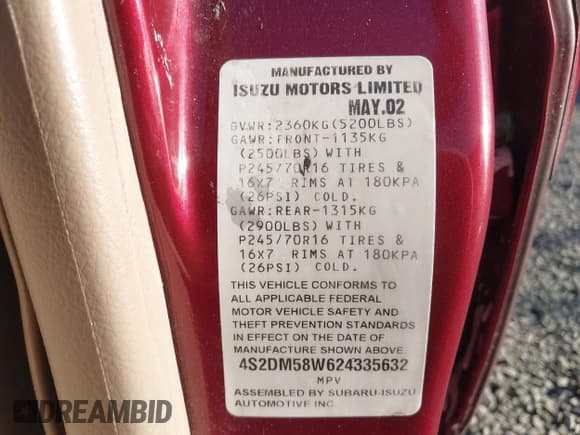 MANUFACTURED BY
ISUZU MOTORS LIMITED
MAY.02
GVWR:2360KG(5200LBS)
GAWR:FRONT-1135KG
(2500LBS) WITH
P245/70R16 TIRES &
16X7 RIMS AT 180KPA
(26PSI) COLD.
GAWR:REAR-1315KG
(2900LBS) WITH
P245/70R16 TIRES &
16X7 RIMS AT 180KPA
(26PSI) COLD.
THIS VEHICLE CONFORMS TO
ALL APPLICABLE FEDERAL
MOTOR VEHICLE SAFETY AND
THEFT PREVENTION STANDARDS
IN EFFECT ON THE DATE OF
MANUFACTURE SHOWN ABOVE
4S2DM58W624335632
MPV
ASSEMBLED BY SUBARU-ISUZU
AUTOMOTIVE INC.
DREAMBID